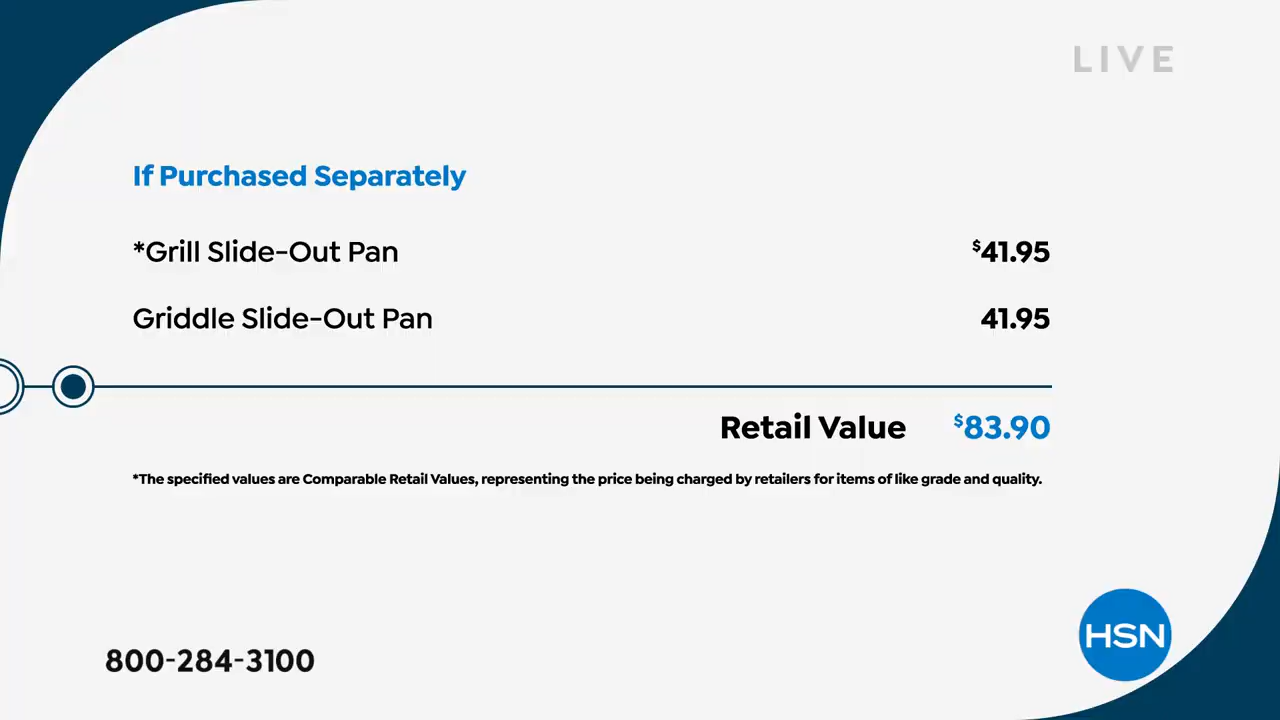 LIVE
If Purchased Separately
*Grill Slide-Out Pan $41.95
Griddle Slide-Out Pan 41.95
Retail Value $83.90
*The specified values are Comparable Retail Values, representing the price being charged by retailers for items of like grade and quality.
800-284-3100
HSN